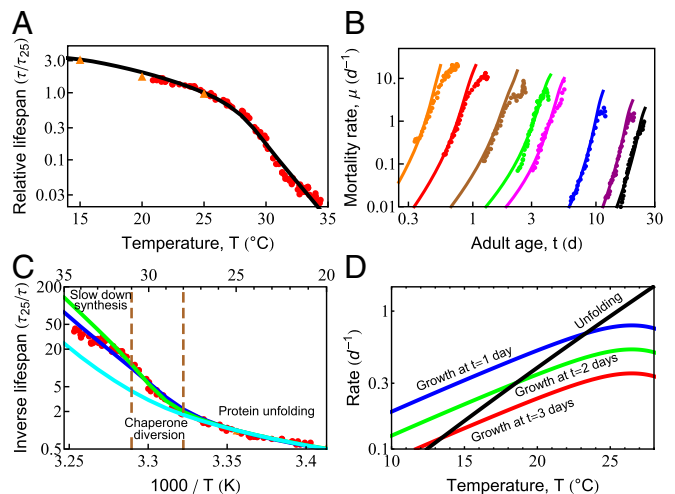 A
Relative lifespan (τ/τ25)
3.0
1.0
0.3
0.1
0.03
15 20 25 30 35
Temperature, T (°C)
B
Mortality rate, μ (d−1)
10.
1
0.1
0.01
0.3 1 3 10 30
Adult age, t (d)
C
35 31 28 20
Inverse lifespan (τ25/τ)
200
50
20
5
2
0.5
Slow down
synthesis
Chaperone
diversion
Protein unfolding
3.25 3.3 3.4
1000 / T (K)
D
Rate (d−1)
1
0.3
0.1
Unfolding
Growth at t=1 day
Growth at t=2 days
Growth at t=3 days
10 15 20 25
Temperature, T (°C)